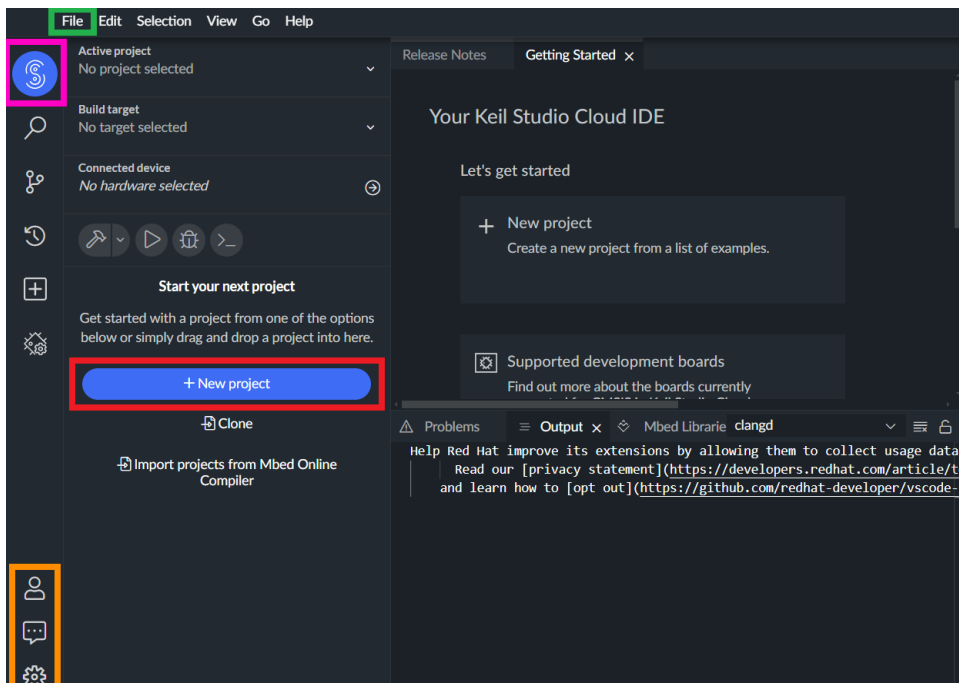 File Edit Selection View Go Help
Active project
No project selected
Build target
No target selected
Connected device
No hardware selected
Start your next project
Get started with a project from one of the options
below or simply drag and drop a project into here.
+ New project
Clone
Import projects from Mbed Online
Compiler
Release Notes Getting Started
Your Keil Studio Cloud IDE
Let's get started
New project
Create a new project from a list of examples.
Supported development boards
Find out more about the boards currently
Problems Output Mbed Librarie clangd
Help Red Hat improve its extensions by allowing them to collect usage data
Read our [privacy statement](https://developers.redhat.com/article/t
and learn how to [opt out](https://github.com/redhat-developer/vscode-